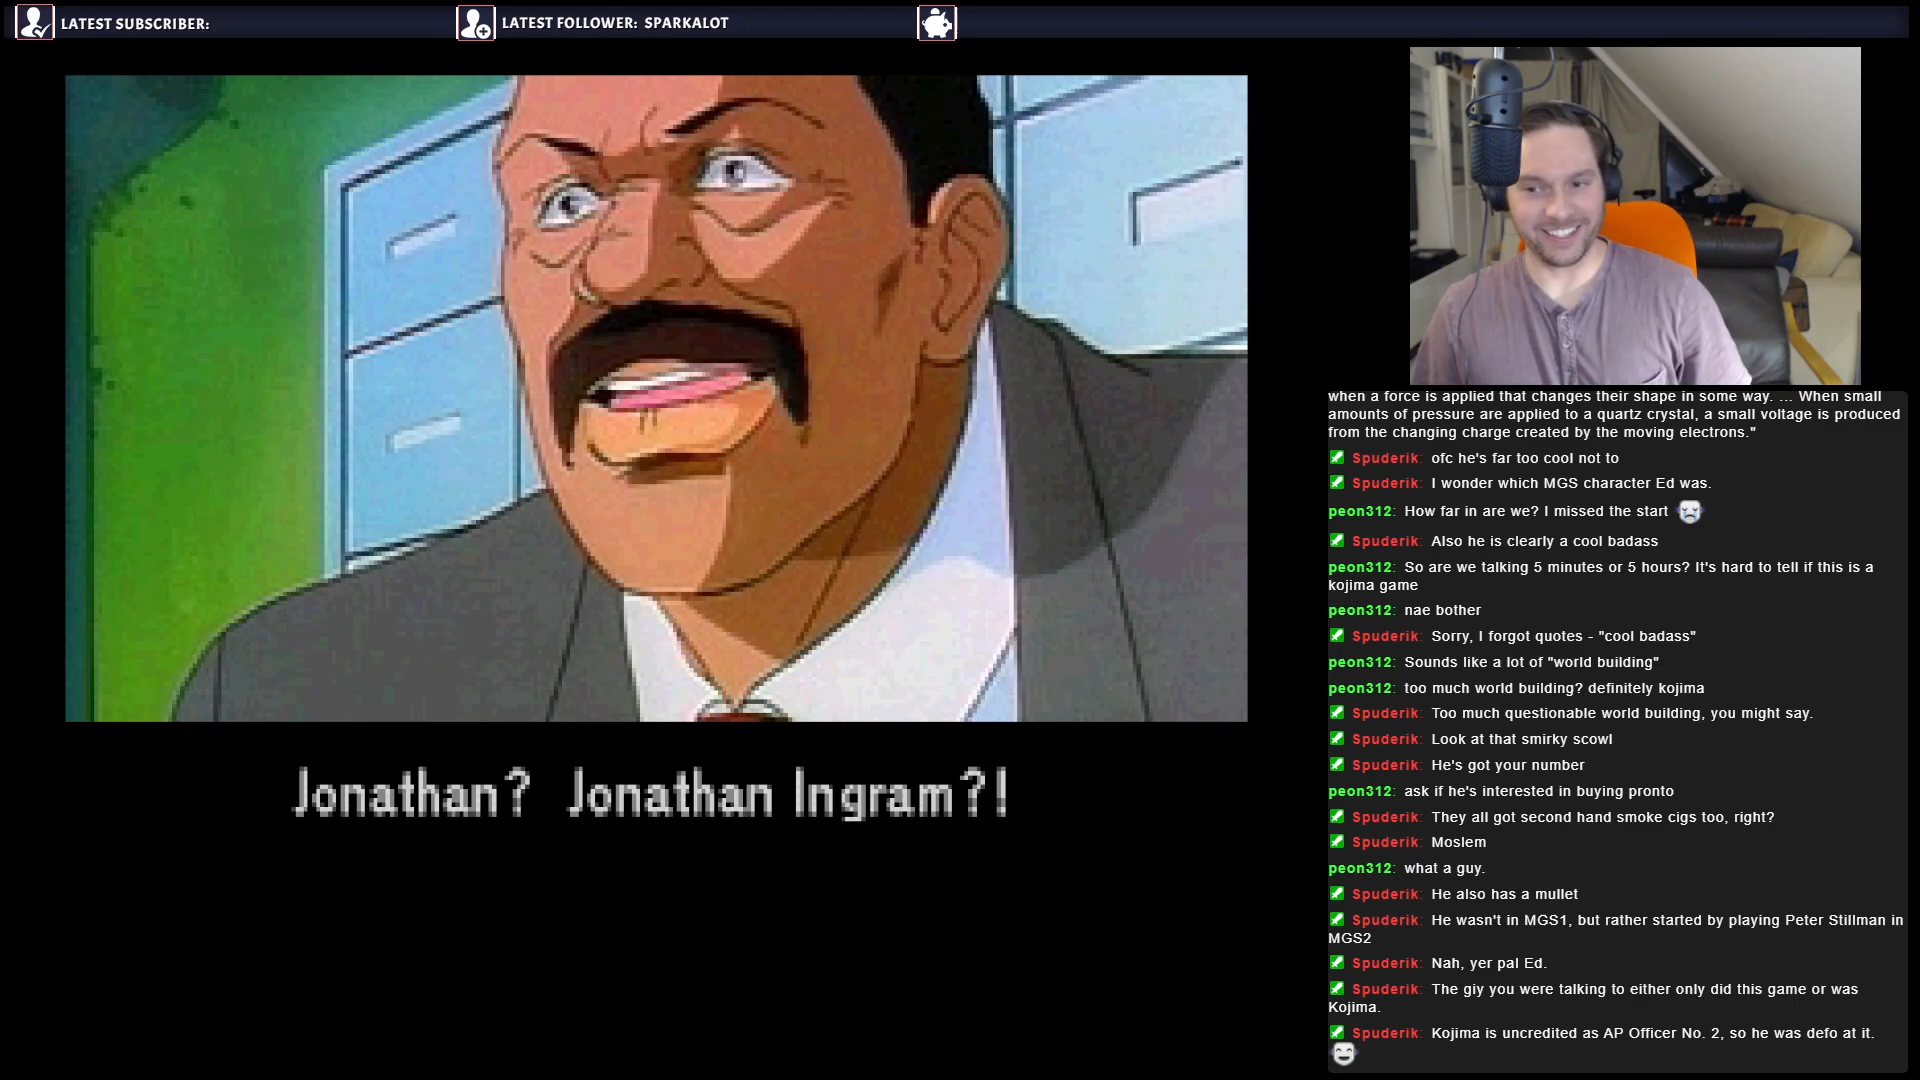 LATEST SUBSCRIBER:
LATEST FOLLOWER: SPARKALOT
Jonathan? Jonathan Ingram?!
when a force is applied that changes their shape in some way. ... When small
amounts of pressure are applied to a quartz crystal, a small voltage is produced
from the changing charge created by the moving electrons."
Spuderik: ofc he's far too cool not to
Spuderik: I wonder which MGS character Ed was.
peon312: How far in are we? I missed the start
Spuderik: Also he is clearly a cool badass
peon312: So are we talking 5 minutes or 5 hours? It's hard to tell if this is a
kojima game
peon312: nae bother
Spuderik: Sorry, I forgot quotes - "cool badass"
peon312: Sounds like a lot of "world building"
peon312: too much world building? definitely kojima
Spuderik: Too much questionable world building, you might say.
Spuderik: Look at that smirky scowl
Spuderik: He's got your number
peon312: ask if he's interested in buying pronto
Spuderik: They all got second hand smoke cigs too, right?
Spuderik: Moslem
peon312: what a guy.
Spuderik: He also has a mullet
Spuderik: He wasn't in MGS1, but rather started by playing Peter Stillman in
MGS2
Spuderik: Nah, yer pal Ed.
Spuderik: The giy you were talking to either only did this game or was
Kojima.
Spuderik: Kojima is uncredited as AP Officer No. 2, so he was defo at it.